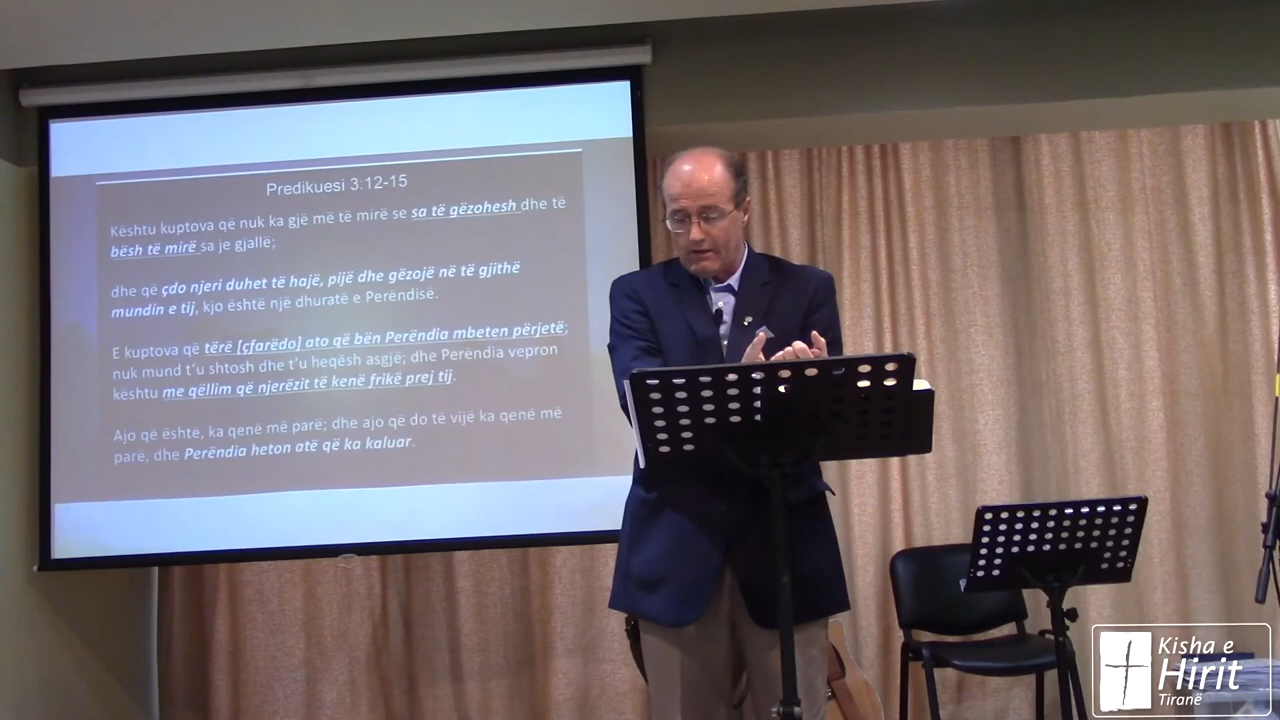 Predikuesi 3:12-15
Kështu kuptova që nuk ka gjë më të mirë se sa të gëzohesh dhe të
bësh të mirë sa je gjallë;
dhe që çdo njeri duhet të hajë, pijë dhe gëzojë në të gjithë
mundin e tij, kjo është një dhuratë e Perëndisë.
E kuptova që tërë [çfarëdo] ato që bën Perëndia mbeten përjetë;
nuk mund t'u shtosh dhe t'u heqësh asgjë; dhe Perëndia vepron
kështu me qëllim që njerëzit të kenë frikë prej tij.
Ajo që është, ka qenë më parë; dhe ajo që do të vijë ka qenë më
parë, dhe Perëndia heton atë që ka kaluar.
Kisha e
Hirit
Tiranë